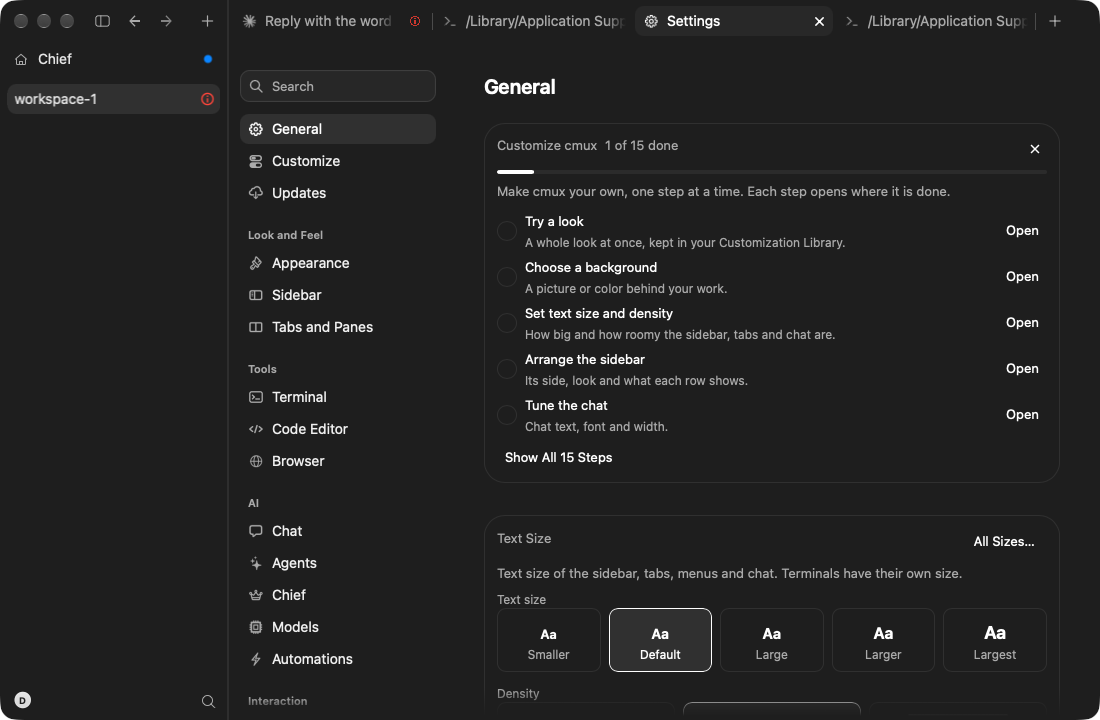 Reply with the word
/Library/Application Supp
Settings
/Library/Application Supp
Chief
workspace-1
D
Search
General
Customize
Updates
Look and Feel
Appearance
Sidebar
Tabs and Panes
Tools
Terminal
Code Editor
Browser
AI
Chat
Agents
Chief
Models
Automations
Interaction
General
Customize cmux 1 of 15 done
Make cmux your own, one step at a time. Each step opens where it is done.
Try a look
A whole look at once, kept in your Customization Library.
Open
Choose a background
A picture or color behind your work.
Open
Set text size and density
How big and how roomy the sidebar, tabs and chat are.
Open
Arrange the sidebar
Its side, look and what each row shows.
Open
Tune the chat
Chat text, font and width.
Open
Show All 15 Steps
Text Size
All Sizes...
Text size of the sidebar, tabs, menus and chat. Terminals have their own size.
Text size
Aa
Smaller
Aa
Default
Aa
Large
Aa
Larger
Aa
Largest
Density